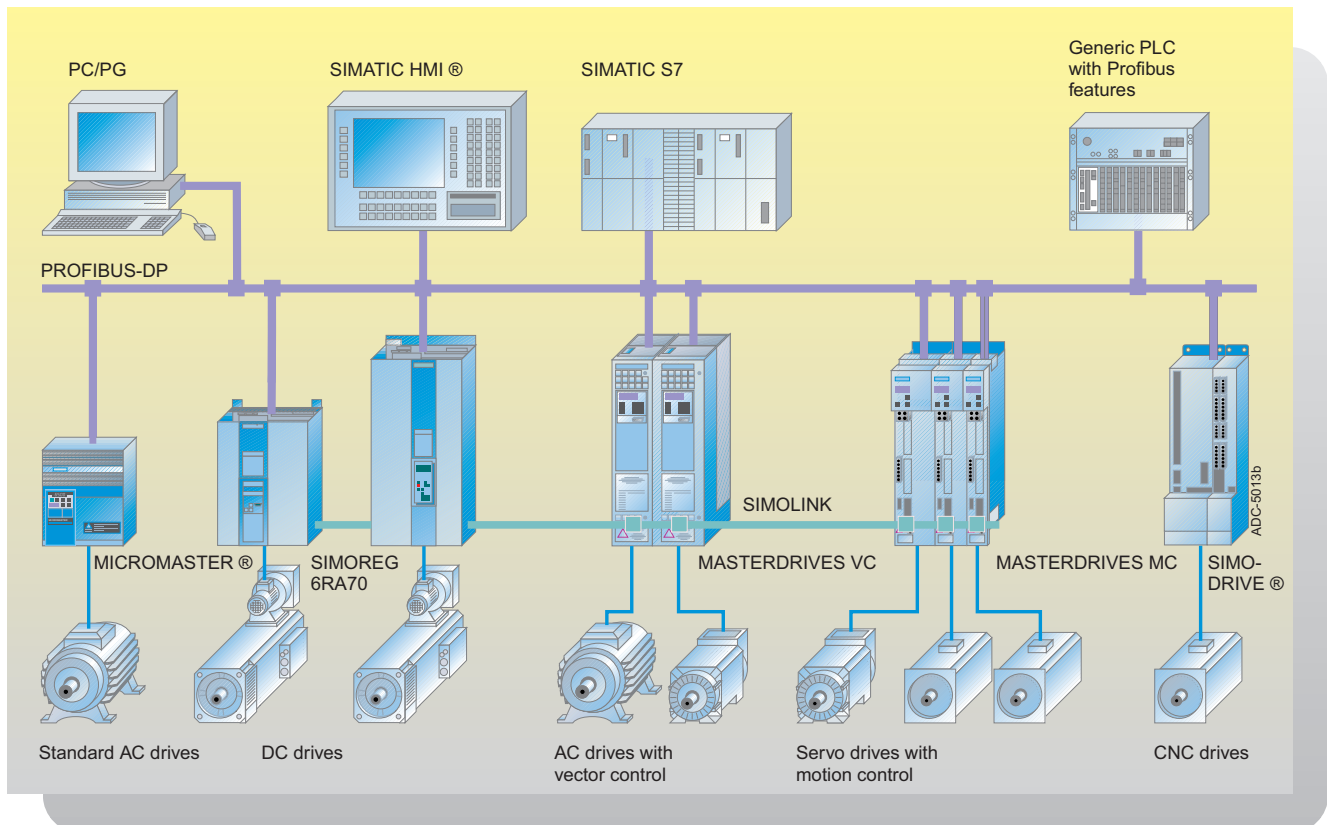 PC/PG
SIMATIC HMI ®
SIMATIC S7
Generic PLC
with Profibus
features
PROFIBUS-DP
SIMOLINK
ADC-5013b
MICROMASTER ®
SIMOREG
6RA70
MASTERDRIVES VC
MASTERDRIVES MC
SIMO-
DRIVE ®
Standard AC drives
DC drives
AC drives with
vector control
Servo drives with
motion control
CNC drives